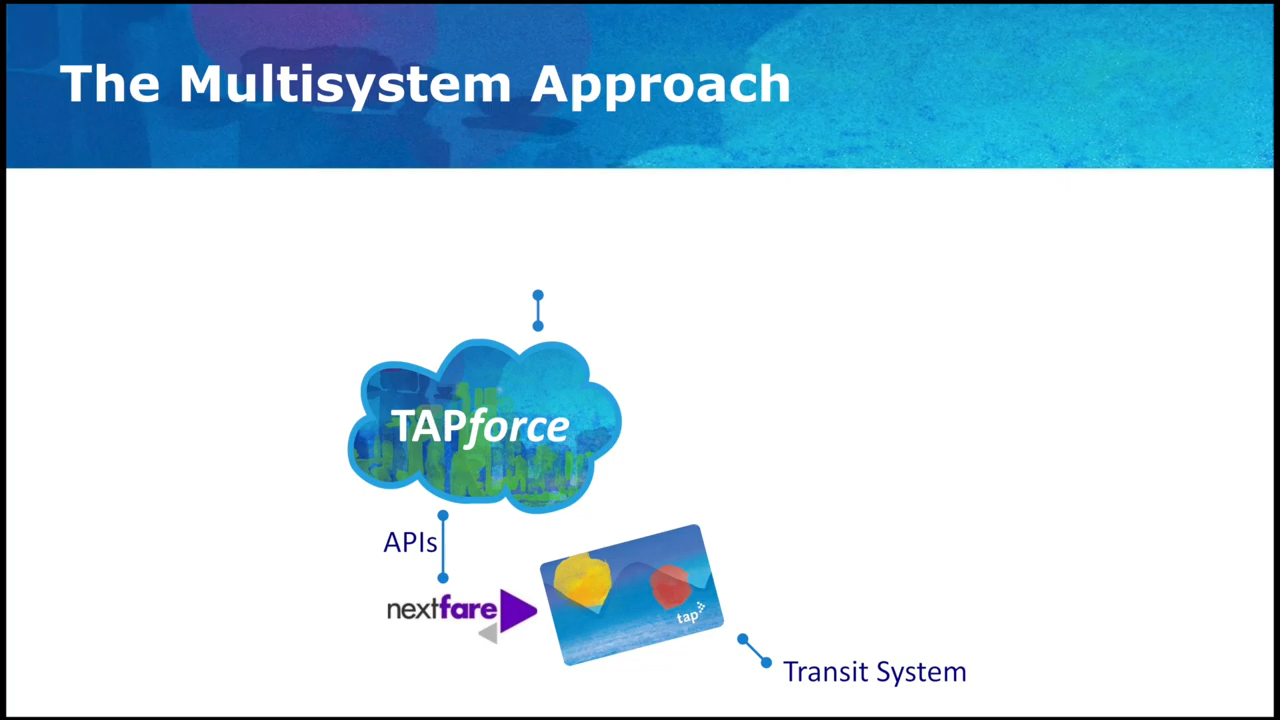 The Multisystem Approach
TAPforce
APIs
nextfare
tap
Transit System